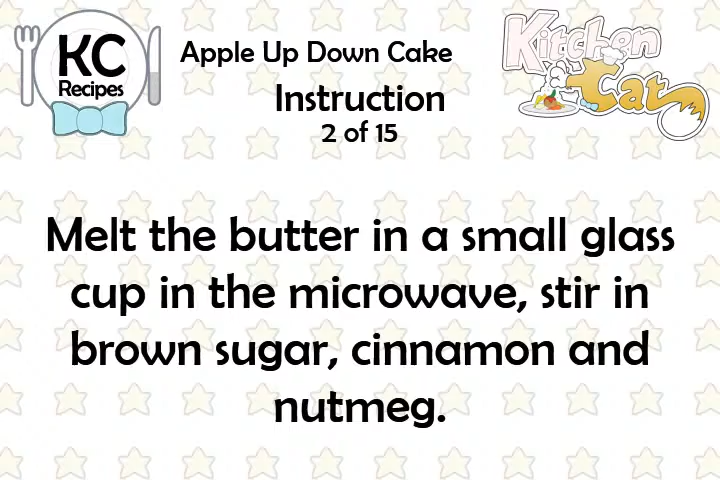 KC
Recipes
Apple Up Down Cake
Kitchen
Cat
Instruction
2 of 15
Melt the butter in a small glass
cup in the microwave, stir in
brown sugar, cinnamon and
nutmeg.